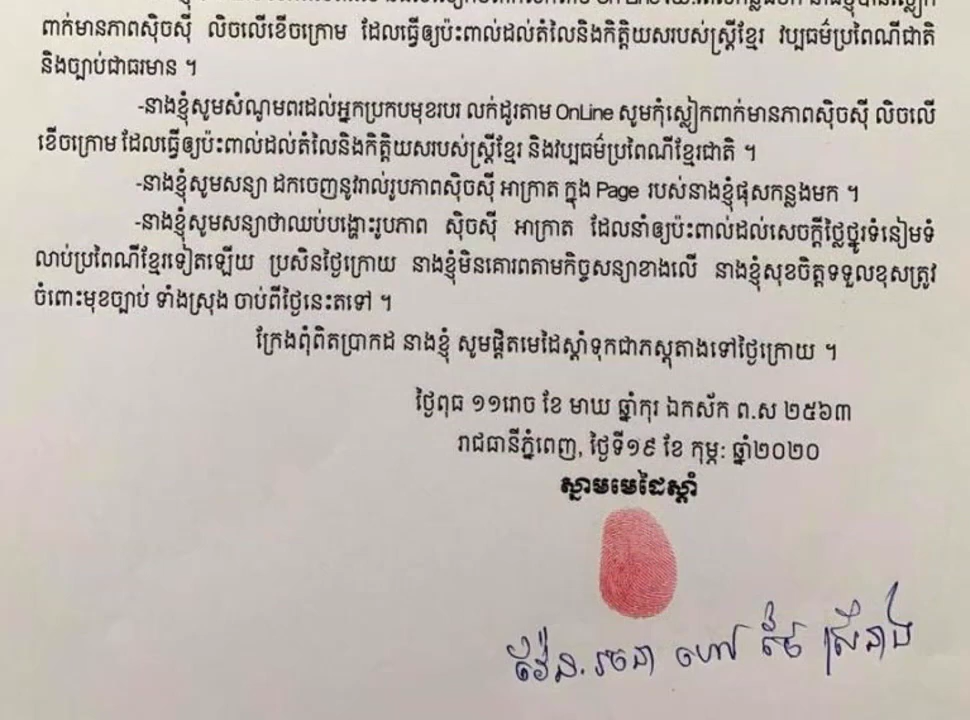 ពាក់មានភាពស៊ិចស៊ី លិចលើខើចក្រោម ដែលធ្វើឲ្យប៉ះពាល់ដល់តំលៃនិងកិត្តិយសរបស់ស្ត្រីខ្មែរ វប្បធម៌ប្រពៃណីជាតិ
និងច្បាប់ជាធរមាន ។
-នាងខ្ញុំសូមសំណូមពរដល់អ្នកប្រកបមុខរបរ លក់ដូរតាម OnLine សូមកុំស្លៀកពាក់មានភាពស៊ិចស៊ី លិចលើ
ខើចក្រោម ដែលធ្វើឲ្យប៉ះពាល់ដល់តំលៃនិងកិត្តិយសរបស់ស្ត្រីខ្មែរ និងវប្បធម៌ប្រពៃណីខ្មែរជាតិ ។
-នាងខ្ញុំសូមសន្យា ដកចេញនូវរាល់រូបភាពស៊ិចស៊ី អាក្រាត ក្នុង Page របស់នាងខ្ញុំផុសកន្លងមក ។
-នាងខ្ញុំសូមសន្យាថាឈប់បង្ហោះរូបភាព ស៊ិចស៊ី អាក្រាត ដែលនាំឲ្យប៉ះពាល់ដល់សេចក្តីថ្លៃថ្នូរទំនៀមទំ
លាប់ប្រពៃណីខ្មែរទៀតឡើយ ប្រសិនថ្ងៃក្រោយ នាងខ្ញុំមិនគោរពតាមកិច្ចសន្យាខាងលើ នាងខ្ញុំសុខចិត្តទទួលខុសត្រូវ
ចំពោះមុខច្បាប់ ទាំងស្រុង ចាប់ពីថ្ងៃនេះតទៅ ។
ក្រែងពុំពិតប្រាកដ នាងខ្ញុំ សូមផ្តិតមេដៃស្តាំទុកជាភស្តុតាងទៅថ្ងៃក្រោយ ។
ថ្ងៃពុធ ១១រោច ខែ មាឃ ឆ្នាំកុរ ឯកស័ក ព.ស ២៥៦៣
រាជធានីភ្នំពេញ, ថ្ងៃទី១៩ ខែ កុម្ភៈ ឆ្នាំ២០២០
ស្នាមមេដៃស្តាំ
វ៉ែន.រចនា ហៅ ថៃ ស្រីនាង